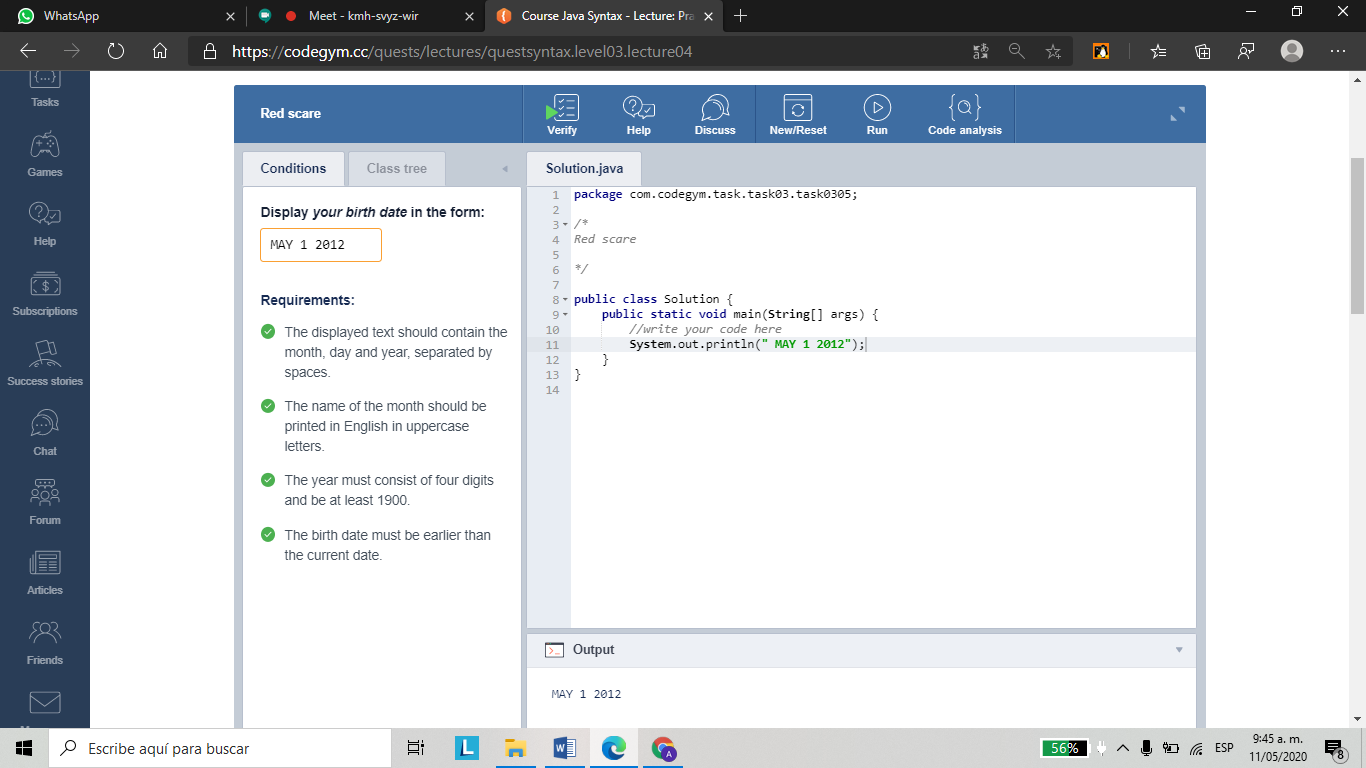 WhatsApp
Meet - kmh-svyz-wir
Course Java Syntax - Lecture: Pra
https://codegym.cc/quests/lectures/questsyntax.level03.lecture04
Tasks
Games
Help
Subscriptions
Success stories
Chat
Forum
Articles
Friends
Red scare
Verify
Help
Discuss
New/Reset
Run
Code analysis
Conditions
Class tree
Display your birth date in the form:
MAY 1 2012
Requirements:
The displayed text should contain the
month, day and year, separated by
spaces.
The name of the month should be
printed in English in uppercase
letters.
The year must consist of four digits
and be at least 1900.
The birth date must be earlier than
the current date.
Solution.java
1 package com.codegym.task.task03.task0305;
2
3 /*
4 Red scare
5
6 */
7
8 public class Solution {
9 public static void main(String[] args) {
10 //write your code here
11 System.out.println(" MAY 1 2012");
12 }
13 }
14
Output
MAY 1 2012
Escribe aquí para buscar
L
W
A
56%
ESP
9:45 a. m.
11/05/2020
8